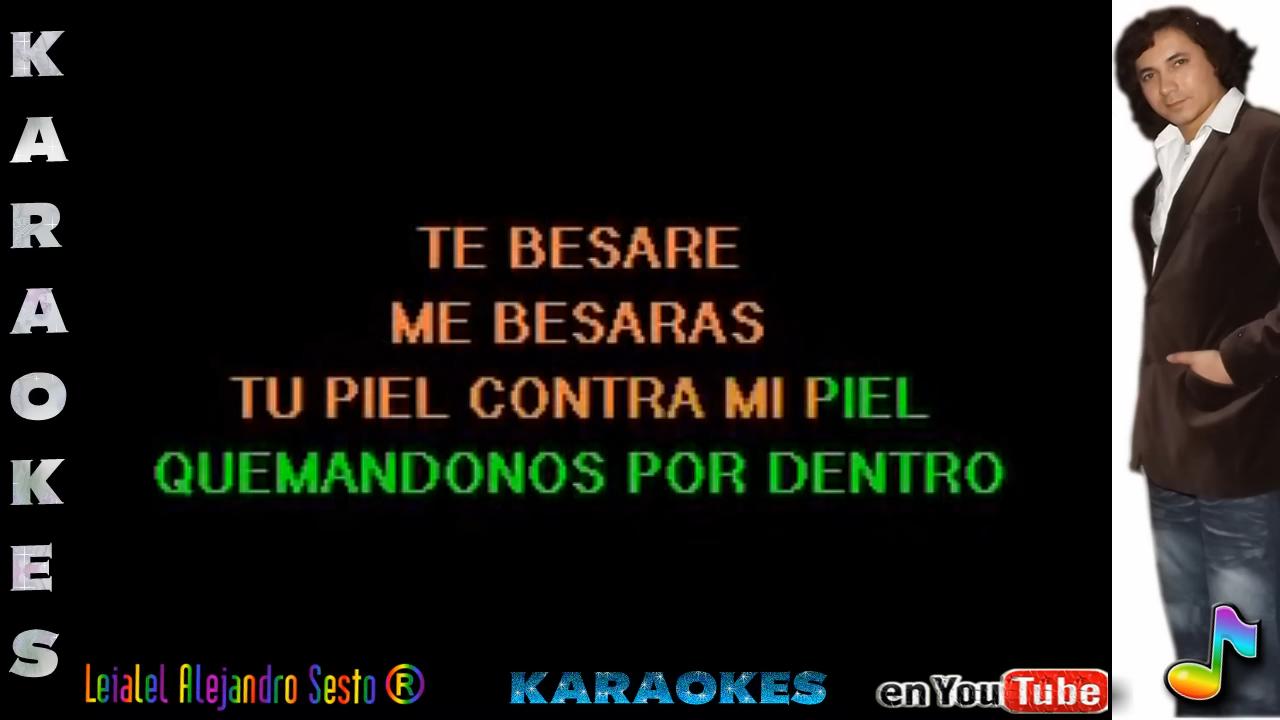 KARAOKES
TE BESARE
ME BESARAS
TU PIEL CONTRA MI PIEL
QUEMANDONOS POR DENTRO
Leialel Alejandro Sesto ®
KARAOKES
en YouTube